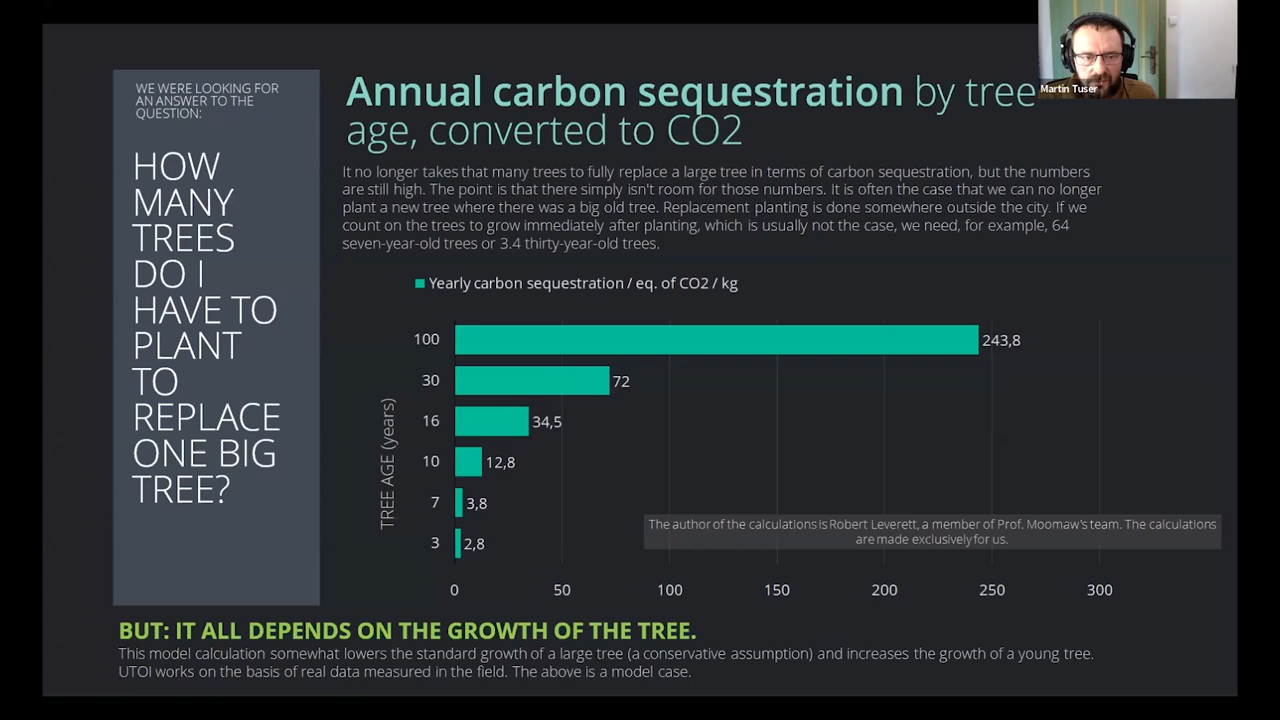 WE WERE LOOKING FOR
AN ANSWER TO THE
QUESTION:
HOW
MANY
TREES
DO I
HAVE TO
PLANT
TO
REPLACE
ONE BIG
TREE?
Annual carbon sequestration by tree
age, converted to CO2
Martin Tuser
It no longer takes that many trees to fully replace a large tree in terms of carbon sequestration, but the numbers
are still high. The point is that there simply isn't room for those numbers. It is often the case that we can no longer
plant a new tree where there was a big old tree. Replacement planting is done somewhere outside the city. If we
count on the trees to grow immediately after planting, which is usually not the case, we need, for example, 64
seven-year-old trees or 3.4 thirty-year-old trees.
Yearly carbon sequestration / eq. of CO2 / kg
TREE AGE (years)
100 243,8
30 72
16 34,5
10 12,8
7 3,8
3 2,8
0 50 100 150 200 250 300
The author of the calculations is Robert Leverett, a member of Prof. Moomaw's team. The calculations
are made exclusively for us.
BUT: IT ALL DEPENDS ON THE GROWTH OF THE TREE.
This model calculation somewhat lowers the standard growth of a large tree (a conservative assumption) and increases the growth of a young tree.
UTOI works on the basis of real data measured in the field. The above is a model case.